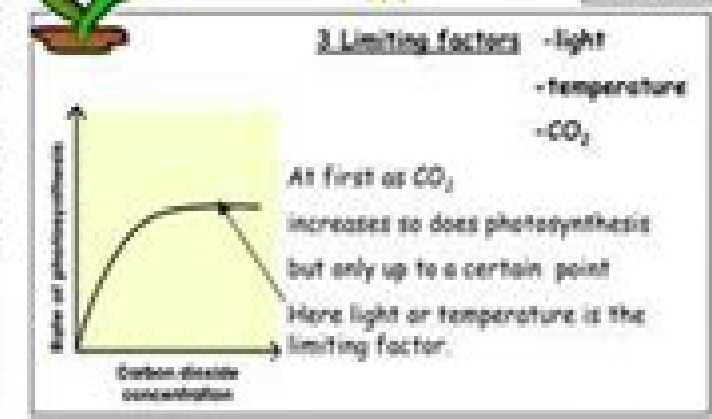 3 Limiting factors -light
-temperature
-CO₂
At first as CO₂
increases so does photosynthesis
but only up to a certain point
Here light or temperature is the
limiting factor.
Rate of photosynthesis
Carbon dioxide
concentration